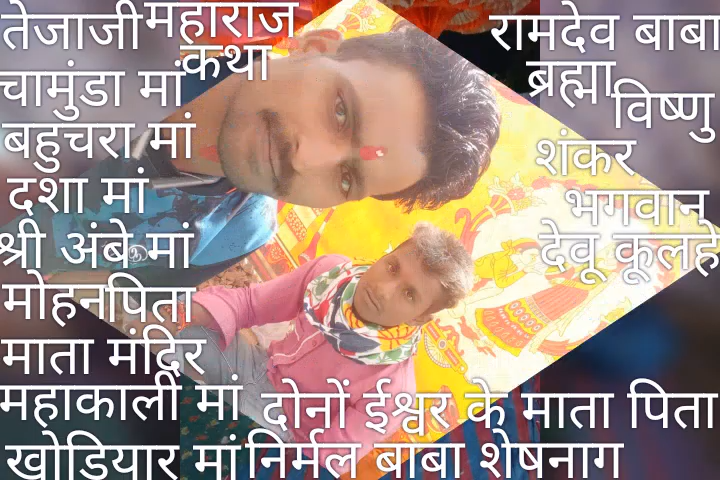 तेजाजी महाराज
कथा
चामुंडा मां
बहुचरा मां
दशा मां
श्री अंबे मां
मोहनपिता
माता मंदिर
महाकाली मां
खोडियार मां
रामदेव बाबा
ब्रह्मा
विष्णु
शंकर
भगवान
देवू कूलहे
दोनों ईश्वर के माता पिता
निर्मल बाबा शेषनाग